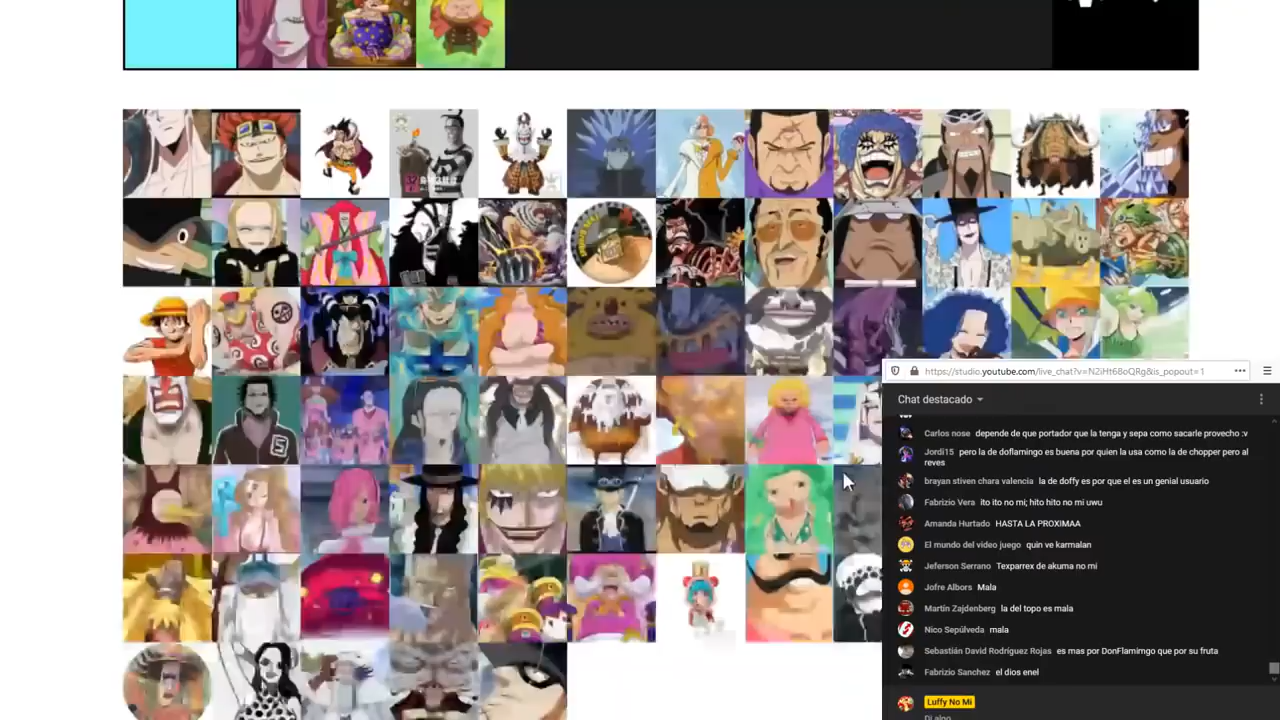 https://studio.youtube.com/live_chat?v=NZiHt68oQRg&is_popout=1
Chat destacado
Carlos nose depende de que portador que la tenga y sepa como sacarle provecho :v
Jordi15 pero la de doflamingo es buena por quien la usa como la de chopper pero al
reves
brayan stiven chara valencia la de doffy es por que el es un genial usuario
Fabrizio Vera ito ito no mi; hito hito no mi uwu
Amanda Hurtado HASTA LA PROXIMAA
El mundo del video juego quin ve karmalan
Jeferson Serrano Texparrex de akuma no mi
Jofre Albors Mala
Martín Zajdenberg la del topo es mala
Nico Sepúlveda mala
Sebastián David Rodríguez Rojas es mas por DonFlamimgo que por su fruta
Fabrizio Sanchez el dios enel
Luffy No Mi
Di algo